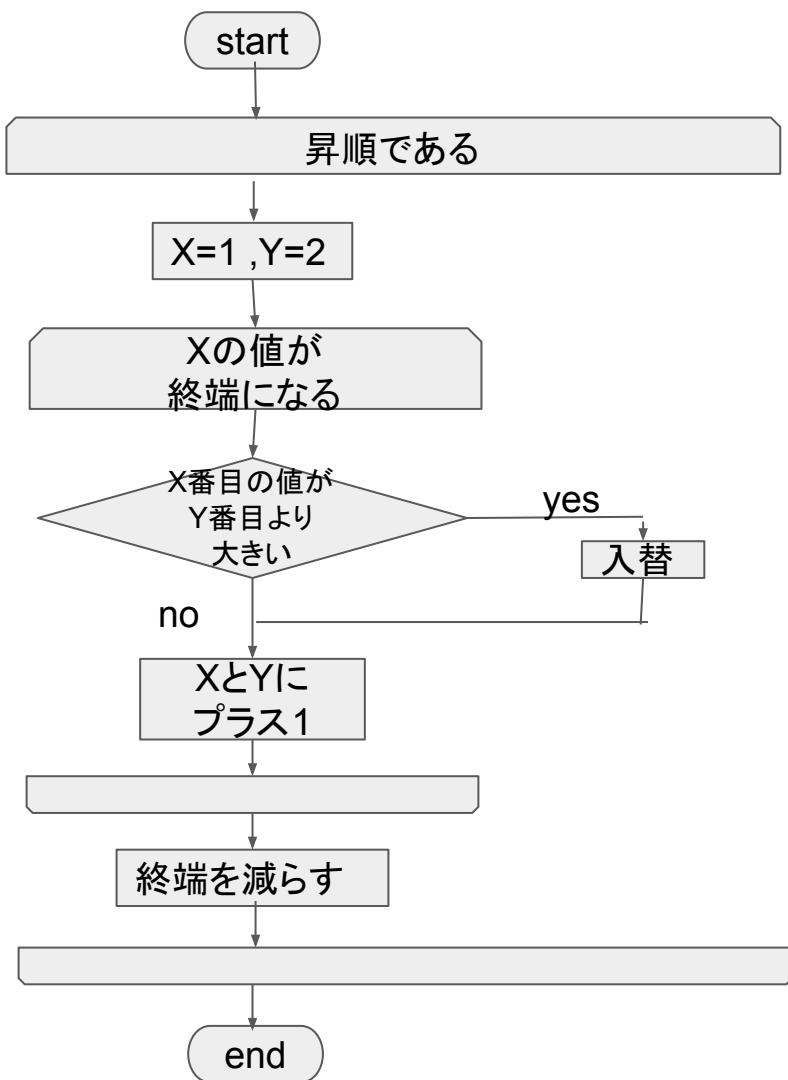 start
昇順である
X=1 ,Y=2
Xの値が
終端になる
X番目の値が
Y番目より
大きい
yes
入替
no
XとYに
プラス1
終端を減らす
end